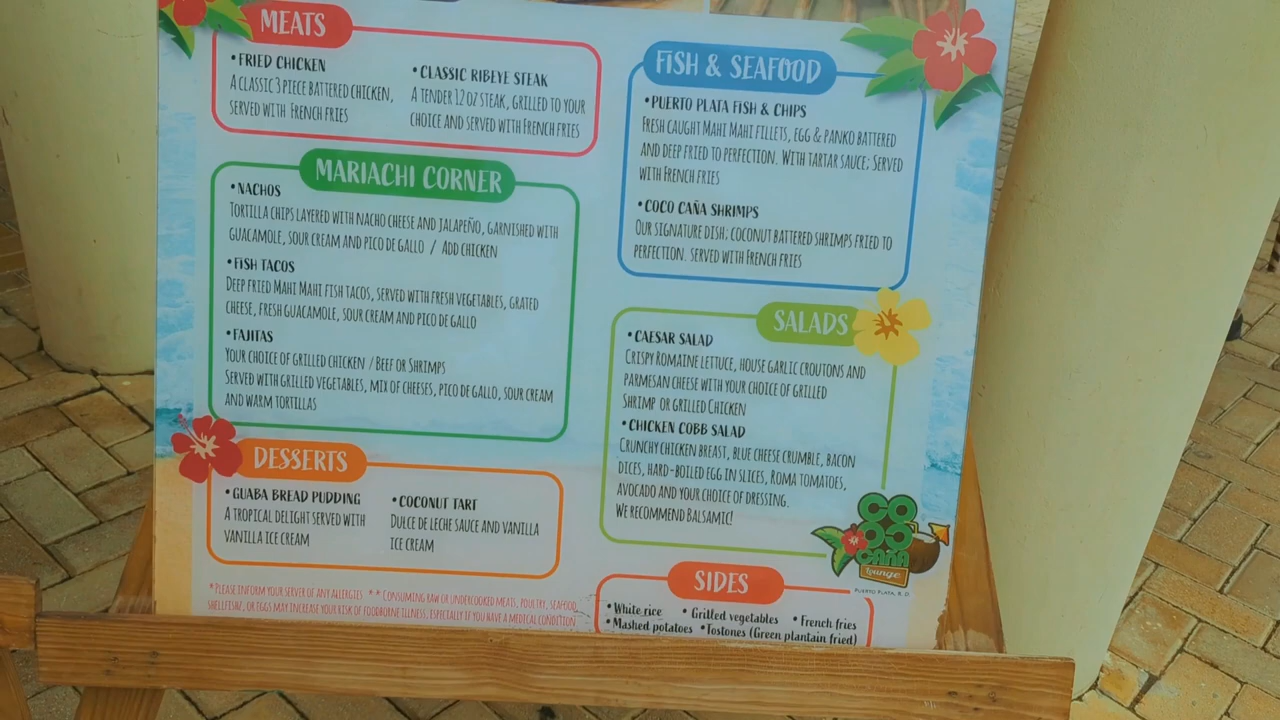 MEATS
• FRIED CHICKEN
A CLASSIC 3 PIECE BATTERED CHICKEN,
SERVED WITH FRENCH FRIES
• CLASSIC RIBEYE STEAK
A TENDER 12 OZ STEAK, GRILLED TO YOUR
CHOICE AND SERVED WITH FRENCH FRIES
MARIACHI CORNER
• NACHOS
TORTILLA CHIPS LAYERED WITH NACHO CHEESE AND JALAPEÑO, GARNISHED WITH
GUACAMOLE, SOUR CREAM AND PICO DE GALLO / ADD CHICKEN
• FISH TACOS
DEEP FRIED MAHI MAHI FISH TACOS, SERVED WITH FRESH VEGETABLES, GRATED
CHEESE, FRESH GUACAMOLE, SOUR CREAM AND PICO DE GALLO
• FAJITAS
YOUR CHOICE OF GRILLED CHICKEN / BEEF OR SHRIMPS
SERVED WITH GRILLED VEGETABLES, MIX OF CHEESES, PICO DE GALLO, SOUR CREAM
AND WARM TORTILLAS
DESSERTS
• GUABA BREAD PUDDING
A TROPICAL DELIGHT SERVED WITH
VANILLA ICE CREAM
• COCONUT TART
DULCE DE LECHE SAUCE AND VANILLA
ICE CREAM
* PLEASE INFORM YOUR SERVER OF ANY ALLERGIES ** CONSUMING RAW OR UNDERCOOKED MEATS, POULTRY, SEAFOOD,
SHELLFISH, OR EGGS MAY INCREASE YOUR RISK OF FOODBORNE ILLNESS, ESPECIALLY IF YOU HAVE A MEDICAL CONDITION
FISH & SEAFOOD
• PUERTO PLATA FISH & CHIPS
FRESH CAUGHT MAHI MAHI FILLETS, EGG & PANKO BATTERED
AND DEEP FRIED TO PERFECTION. WITH TARTAR SAUCE; SERVED
WITH FRENCH FRIES
• COCO CAÑA SHRIMPS
OUR SIGNATURE DISH; COCONUT BATTERED SHRIMPS FRIED TO
PERFECTION. SERVED WITH FRENCH FRIES
SALADS
• CAESAR SALAD
CRISPY ROMAINE LETTUCE, HOUSE GARLIC CROUTONS AND
PARMESAN CHEESE WITH YOUR CHOICE OF GRILLED
SHRIMP OR GRILLED CHICKEN
• CHICKEN COBB SALAD
CRUNCHY CHICKEN BREAST, BLUE CHEESE CRUMBLE, BACON
DICES, HARD-BOILED EGG IN SLICES, ROMA TOMATOES,
AVOCADO AND YOUR CHOICE OF DRESSING.
WE RECOMMEND BALSAMIC!
CO
CO
CAÑA
Lounge
PUERTO PLATA, R. D.
SIDES
• White rice • Grilled vegetables • French fries
• Mashed potatoes • Tostones (Green plantain fried)